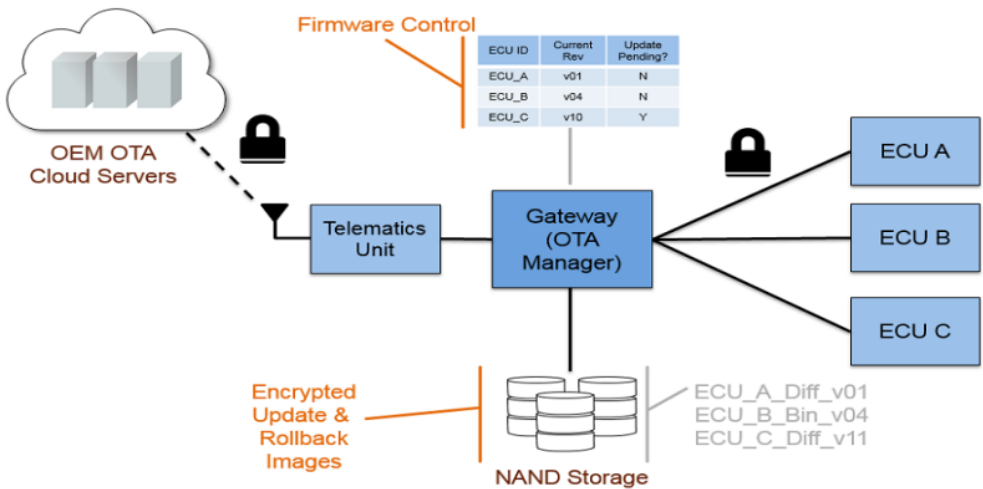 Firmware Control
ECU ID Current Rev Update Pending?
ECU_A v01 N
ECU_B v04 N
ECU_C v10 Y
OEM OTA
Cloud Servers
Telematics
Unit
Gateway
(OTA
Manager)
ECU A
ECU B
ECU C
Encrypted
Update &
Rollback
Images
NAND Storage
ECU_A_Diff_v01
ECU_B_Bin_v04
ECU_C_Diff_v11